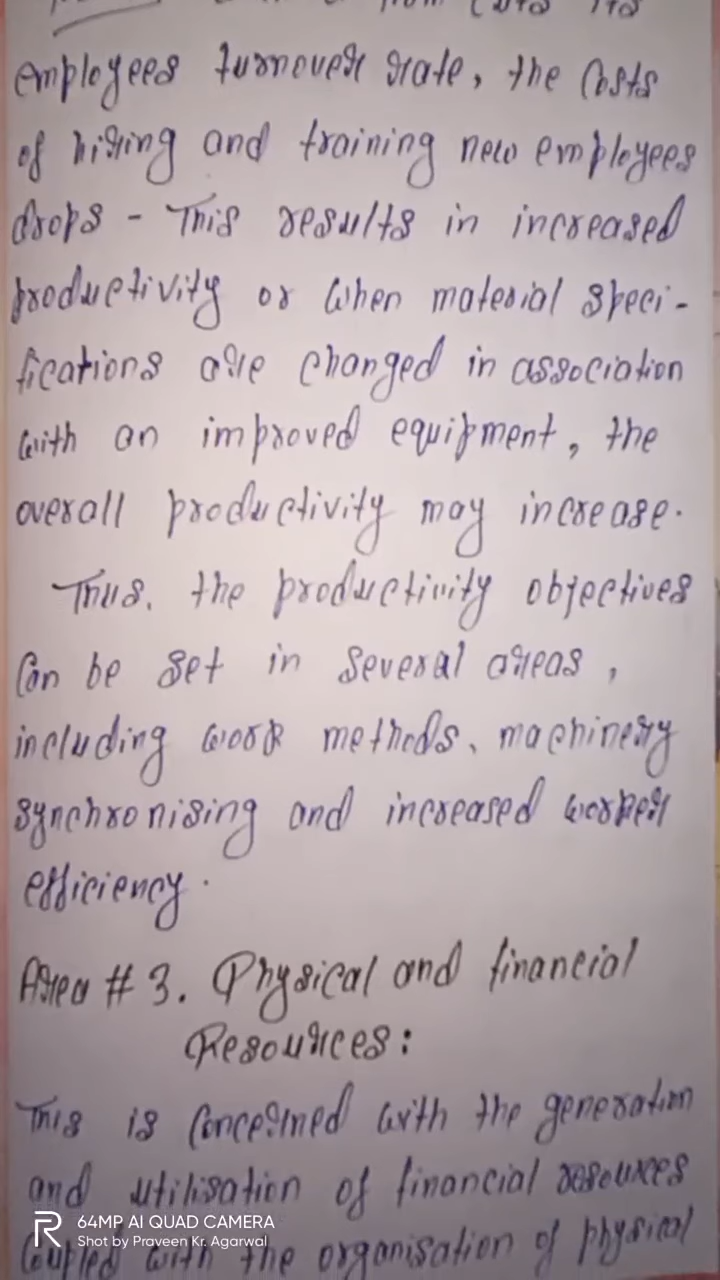 from cuts its
employees turnover rate, the Costs
of hiring and training new employees
drops - This results in increased
productivity or when material speci-
fications are changed in association
with an improved equipment, the
overall productivity may increase.
Thus, the productivity objectives
Can be set in several areas,
including work methods, machinery
synchronising and increased worker
efficiency.
Area # 3. Physical and financial
Resources:
This is Concerned with the generation
and utilisation of financial resources
Coupled with the organisation of physical
64MP AI QUAD CAMERA
Shot by Praveen Kr. Agarwal